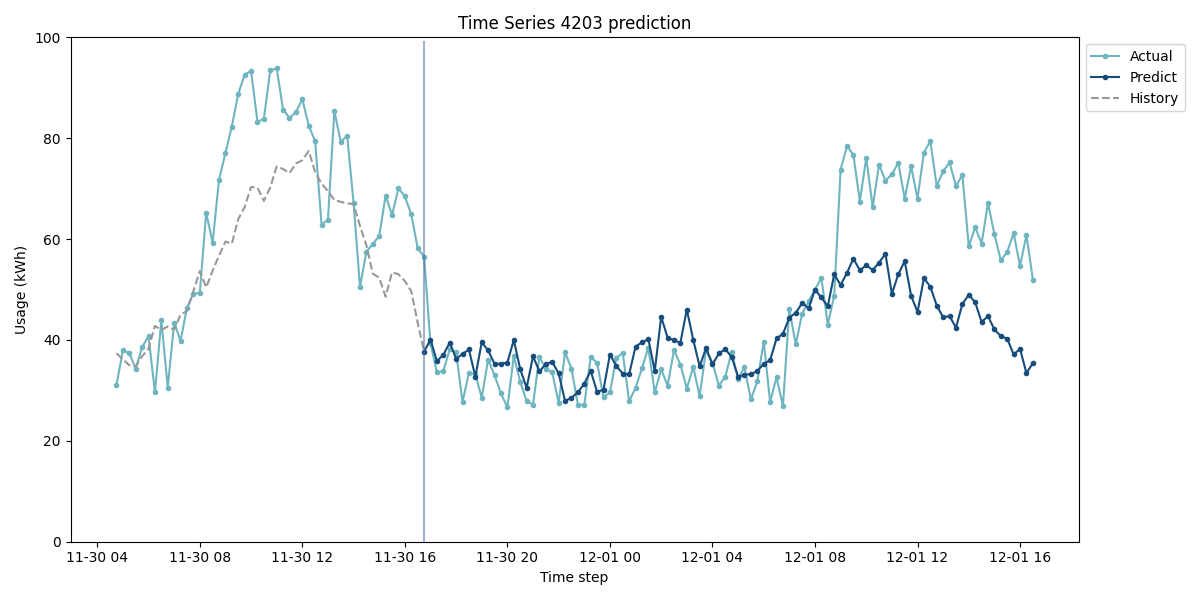 Time Series 4203 prediction
Actual
Predict
History
Usage (kWh)
100
80
60
40
20
0
11-30 04 11-30 08 11-30 12 11-30 16 11-30 20 12-01 00 12-01 04 12-01 08 12-01 12 12-01 16
Time step